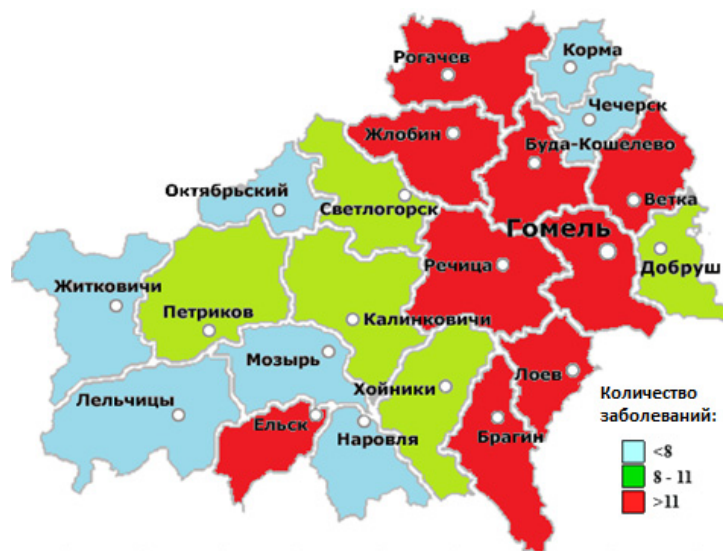 Рогачев
Корма
Чечерск
Жлобин
Буда-Кошелево
Октябрьский
Светлогорск
Ветка
Гомель
Речица
Добруш
Житковичи
Петриков
Калинковичи
Мозырь
Лельчицы
Хойники
Лоев
Ельск
Наровля
Брагин
Количество
заболеваний:
<8
8 - 11
>11